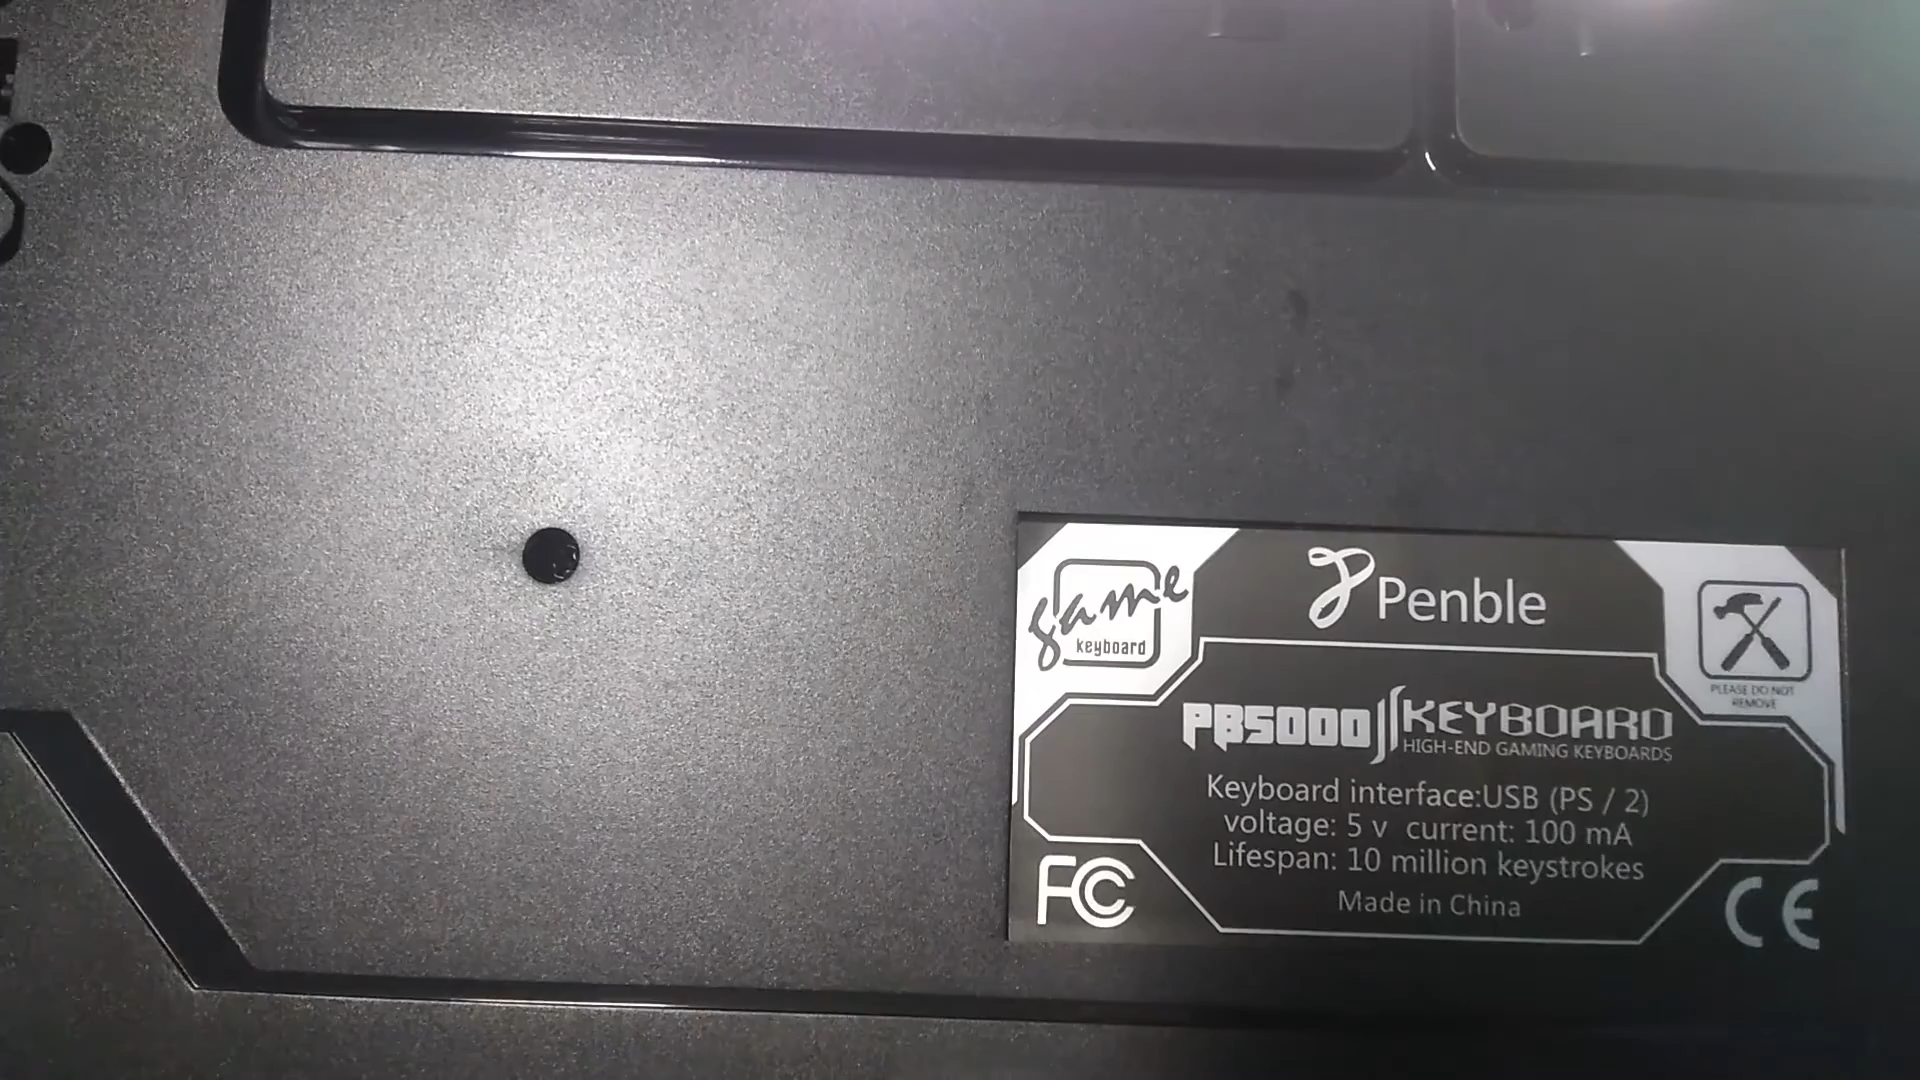 game
keyboard
Penble
PLEASE DO NOT
REMOVE
PB5000 KEYBOARD
HIGH-END GAMING KEYBOARDS
Keyboard interface:USB (PS / 2)
voltage: 5 v current: 100 mA
Lifespan: 10 million keystrokes
Made in China
FC
CE